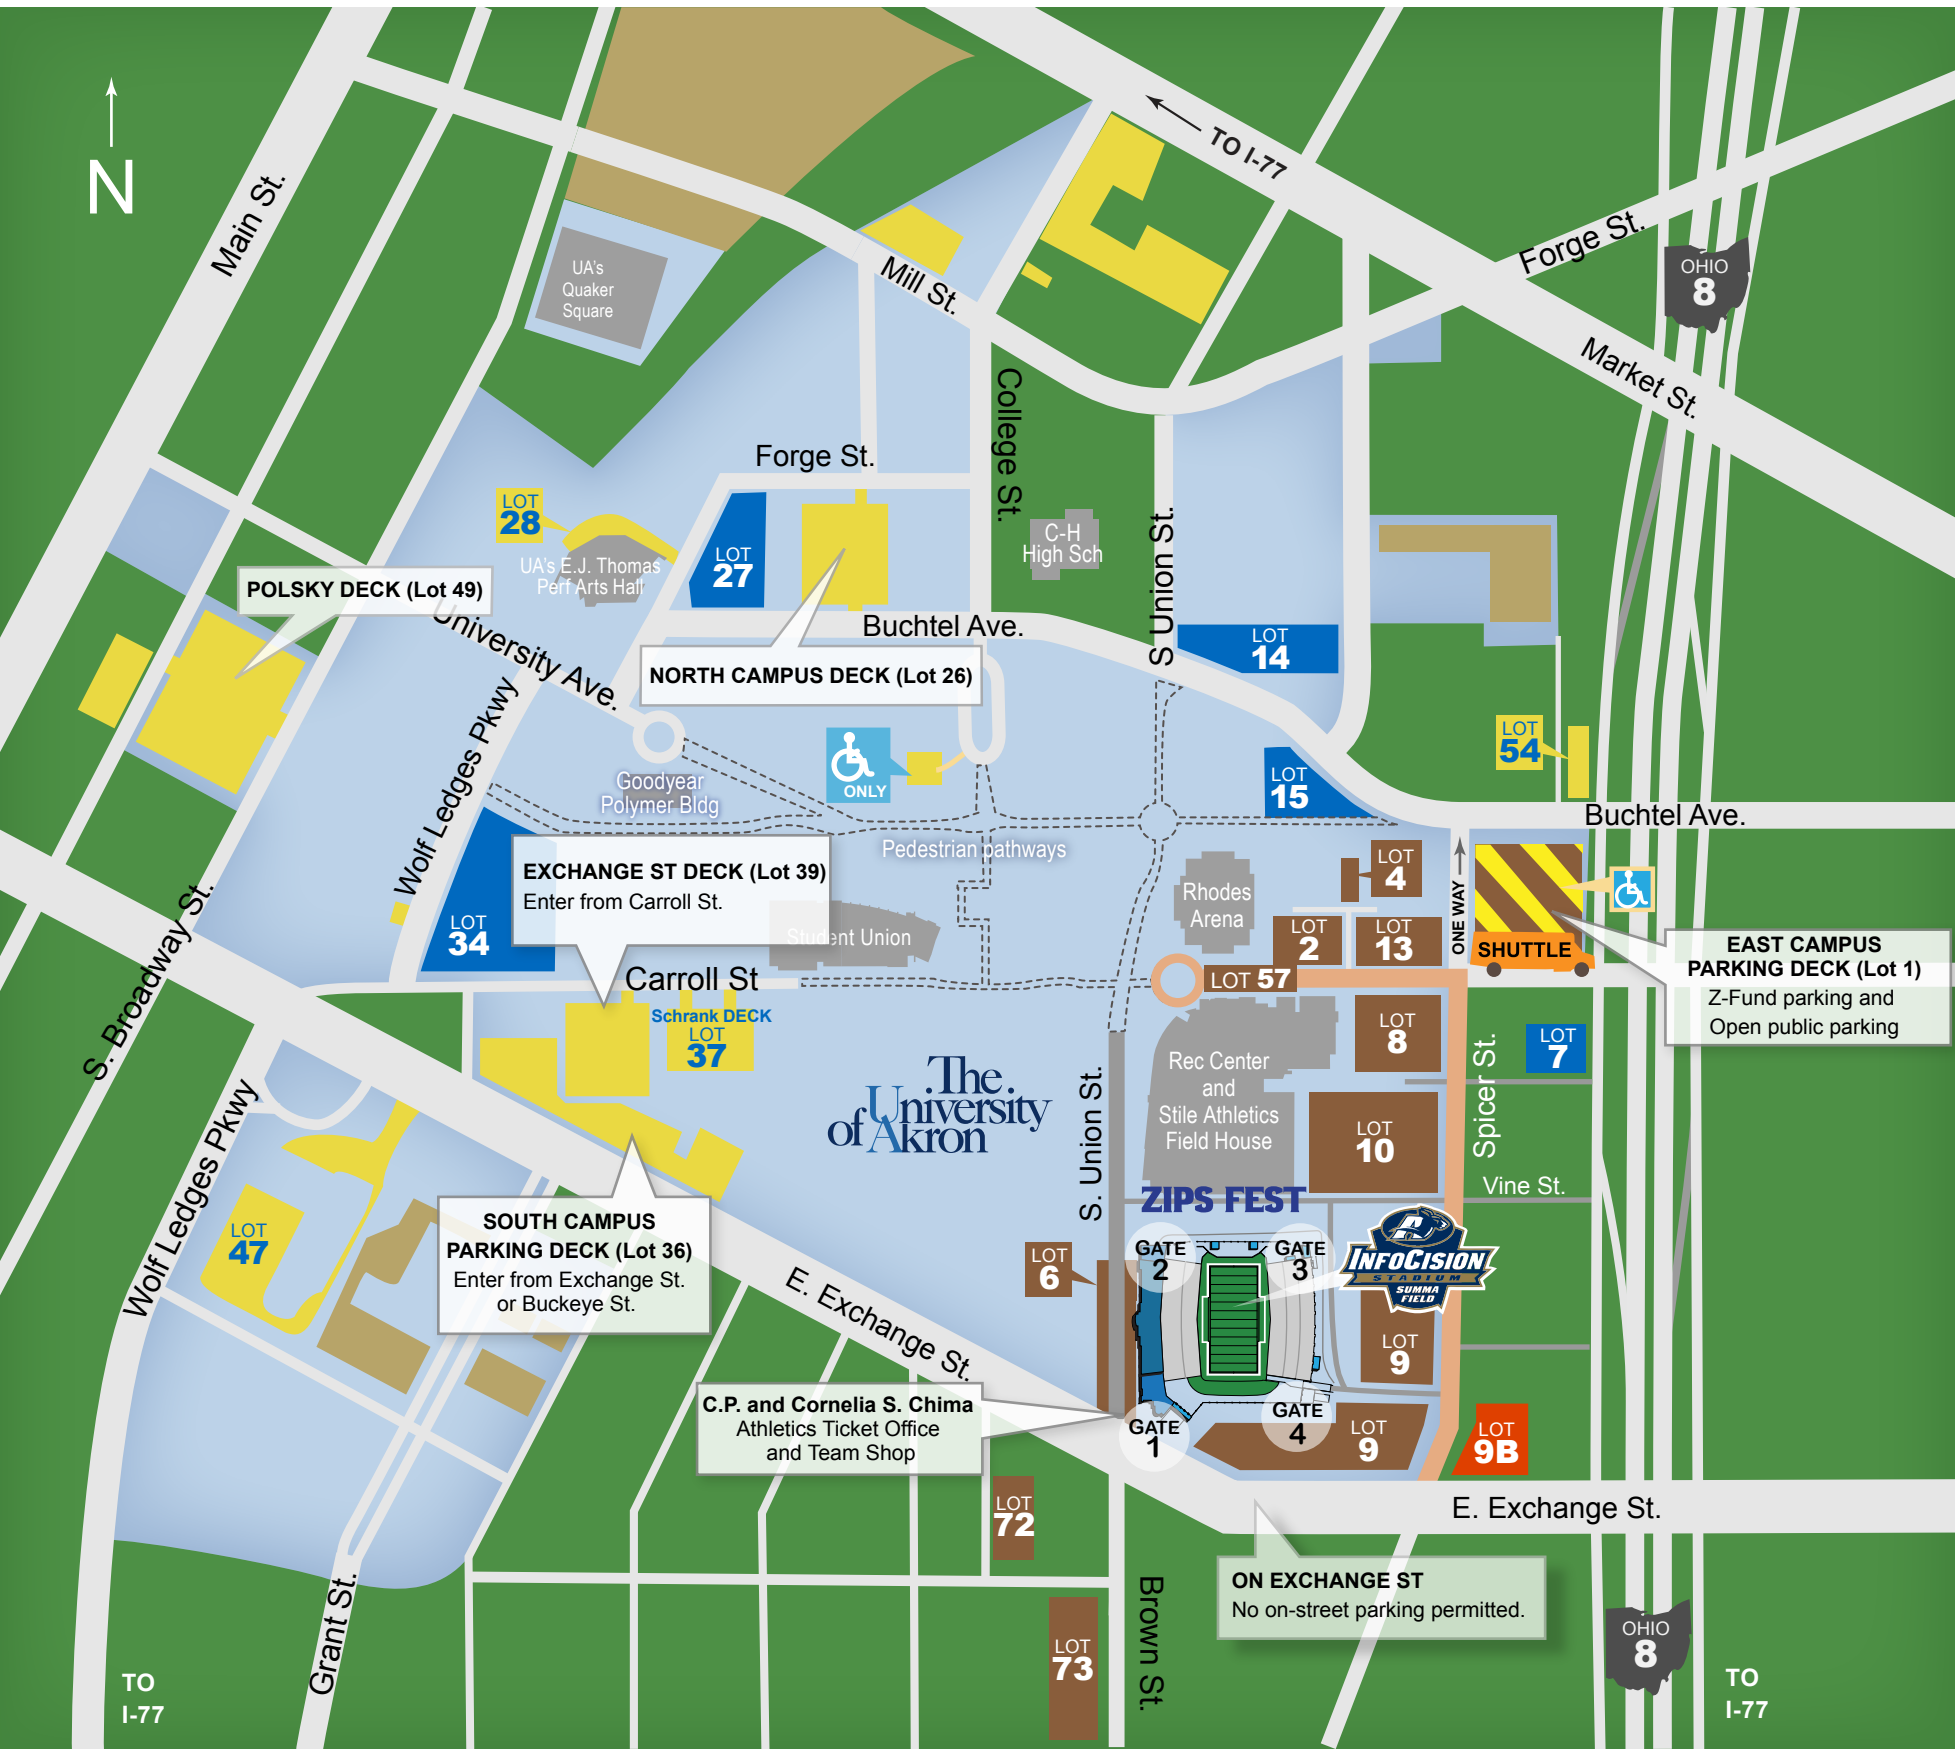 TO I-77
N
Main St.
Forge St.
OHIO
8
UA's
Quaker
Square
Mill St.
Market St.
College St.
Forge St.
LOT
28
UA's E.J. Thomas
Perf Arts Hall
LOT
27
C-H
High Sch
S Union St.
POLSKY DECK (Lot 49)
University Ave.
Buchtel Ave.
LOT
14
NORTH CAMPUS DECK (Lot 26)
Wolf Ledges Pkwy
LOT
54
ONLY
Goodyear
Polymer Bldg
LOT
15
Buchtel Ave.
Pedestrian pathways
EXCHANGE ST DECK (Lot 39)
Enter from Carroll St.
LOT
34
Student Union
Rhodes
Arena
LOT
4
LOT
2
LOT
13
ONE WAY
SHUTTLE
EAST CAMPUS
PARKING DECK (Lot 1)
Z-Fund parking and
Open public parking
S. Broadway St.
Carroll St
LOT 57
Schrank DECK
LOT
37
LOT
8
LOT
7
Spicer St.
Rec Center
and
Stile Athletics
Field House
LOT
10
The
University
of Akron
S. Union St.
Vine St.
ZIPS FEST
Wolf Ledges Pkwy
LOT
47
SOUTH CAMPUS
PARKING DECK (Lot 36)
Enter from Exchange St.
or Buckeye St.
LOT
6
GATE
2
GATE
3
INFOCISION
STADIUM
SUMMA
FIELD
E. Exchange St.
LOT
9
C.P. and Cornelia S. Chima
Athletics Ticket Office
and Team Shop
GATE
1
GATE
4
LOT
9
LOT
9B
LOT
72
E. Exchange St.
ON EXCHANGE ST
No on-street parking permitted.
Grant St.
Brown St.
LOT
73
OHIO
8
TO
I-77
TO
I-77